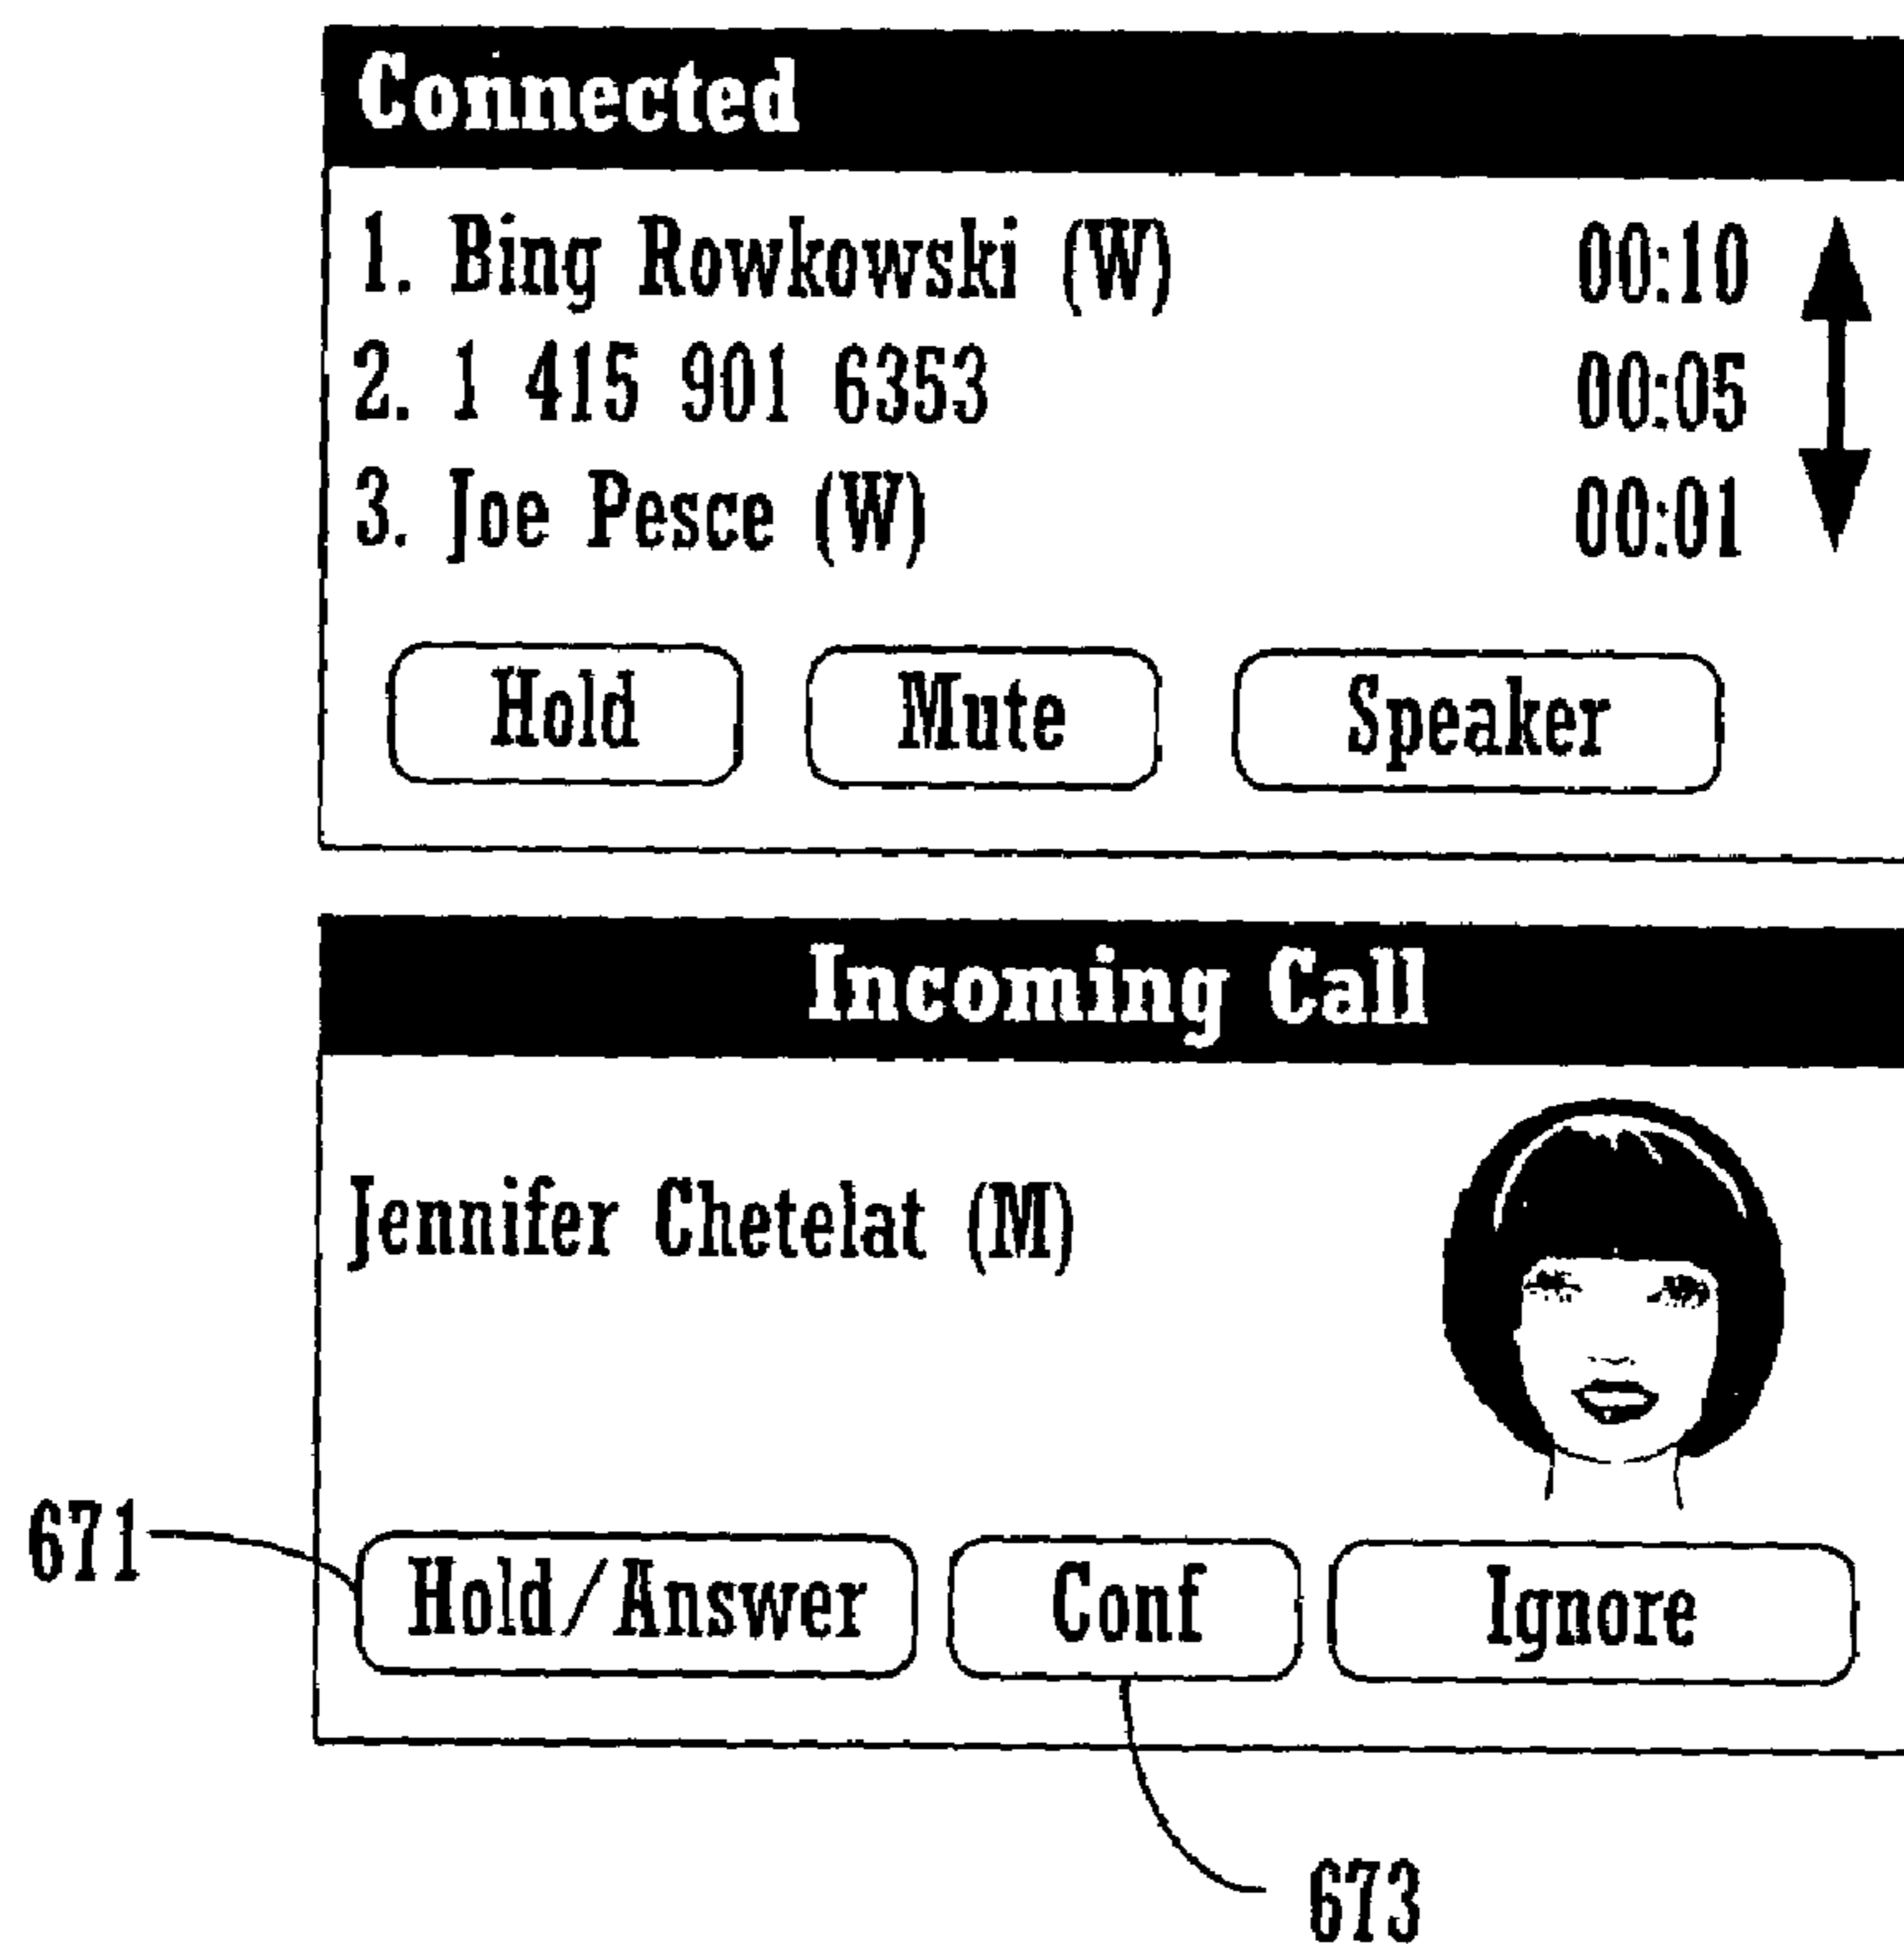 Connected
1. Bing Rowkowski (W) 00:10
2. 1 415 901 6353 00:05
3. Joe Pesce (W) 00:01
Hold Mute Speaker
Incoming Call
Jennifer Chetelat (M)
671 Hold/Answer Conf Ignore
673